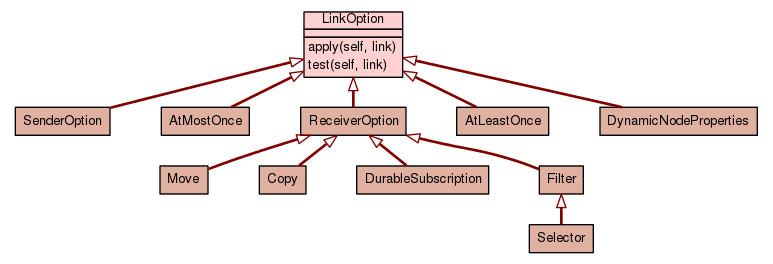 LinkOption
apply(self, link)
test(self, link)
SenderOption
AtMostOnce
ReceiverOption
AtLeastOnce
DynamicNodeProperties
Move
Copy
DurableSubscription
Filter
Selector